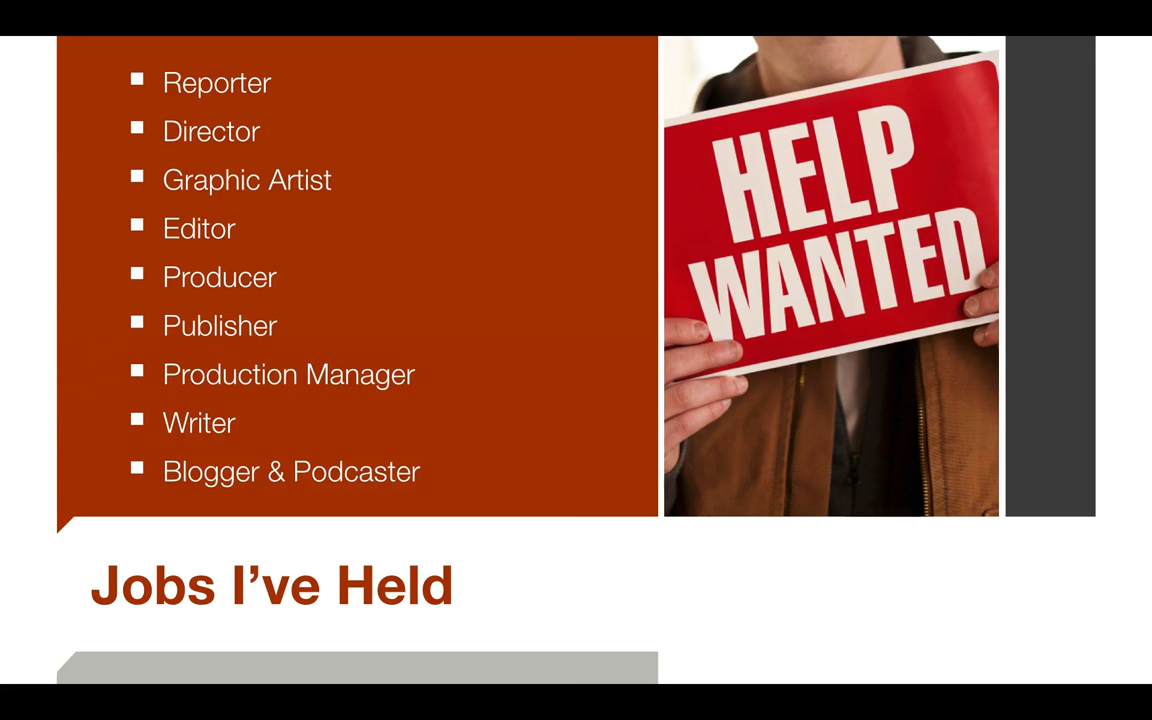 Reporter
Director
Graphic Artist
Editor
Producer
Publisher
Production Manager
Writer
Blogger & Podcaster
HELP
WANTED
Jobs I’ve Held